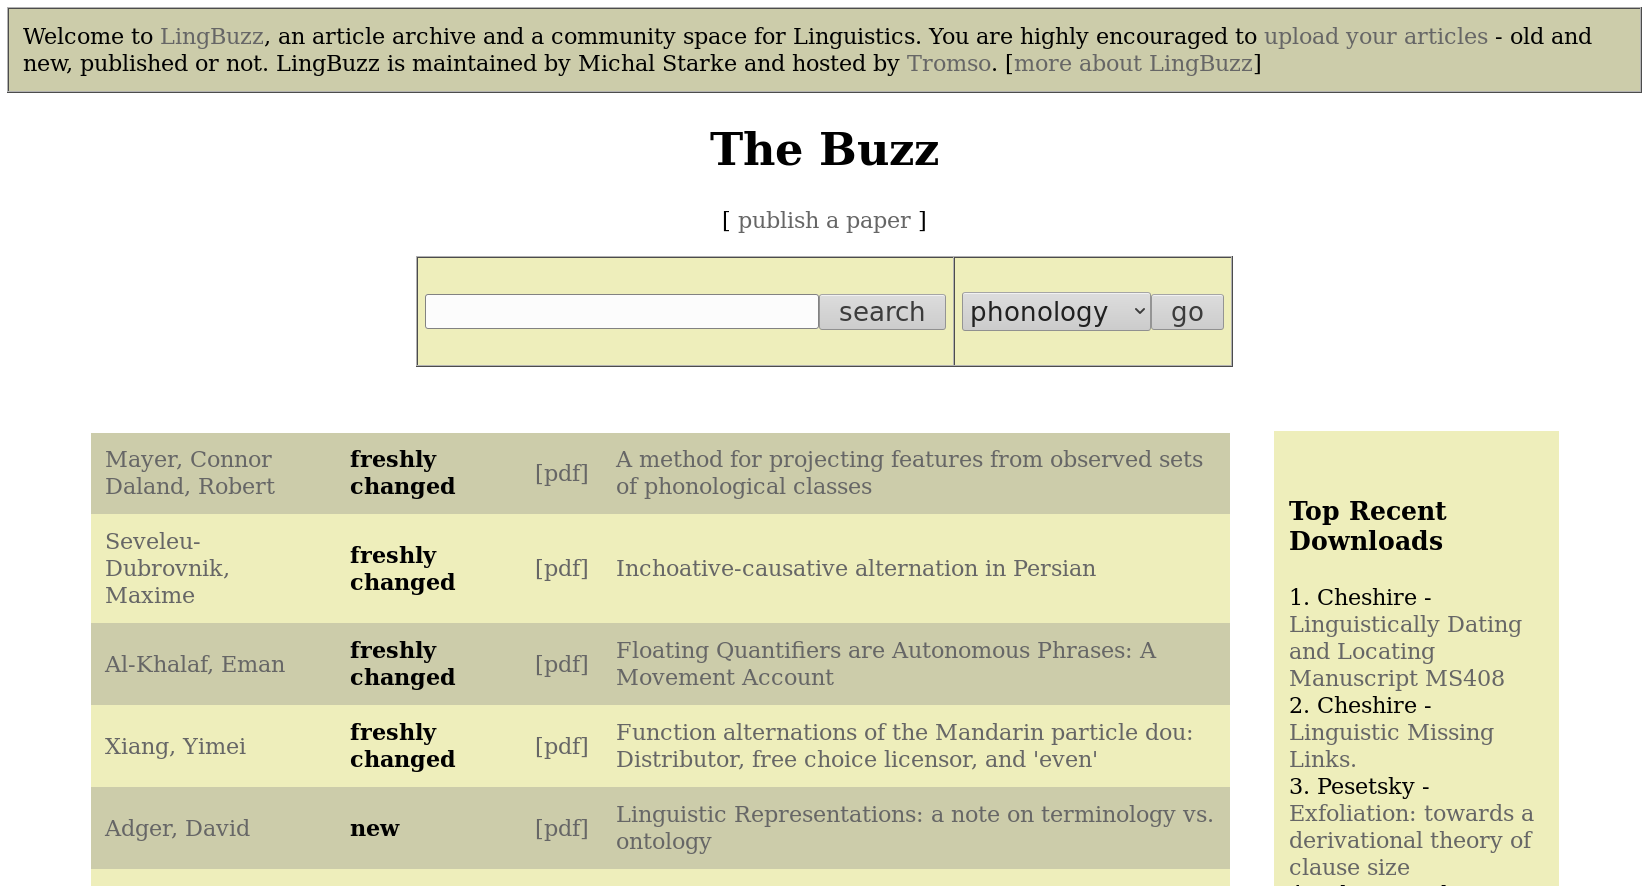 Welcome to LingBuzz, an article archive and a community space for Linguistics. You are highly encouraged to upload your articles - old and
new, published or not. LingBuzz is maintained by Michal Starke and hosted by Tromso. [more about LingBuzz]
The Buzz
[ publish a paper ]
search
phonology
go
Mayer, Connor
Daland, Robert
freshly
changed
[pdf]
A method for projecting features from observed sets
of phonological classes
Seveleu-
Dubrovnik,
Maxime
freshly
changed
[pdf]
Inchoative-causative alternation in Persian
Al-Khalaf, Eman
freshly
changed
[pdf]
Floating Quantifiers are Autonomous Phrases: A
Movement Account
Xiang, Yimei
freshly
changed
[pdf]
Function alternations of the Mandarin particle dou:
Distributor, free choice licensor, and 'even'
Adger, David
new
[pdf]
Linguistic Representations: a note on terminology vs.
ontology
Top Recent
Downloads
1. Cheshire -
Linguistically Dating
and Locating
Manuscript MS408
2. Cheshire -
Linguistic Missing
Links.
3. Pesetsky -
Exfoliation: towards a
derivational theory of
clause size